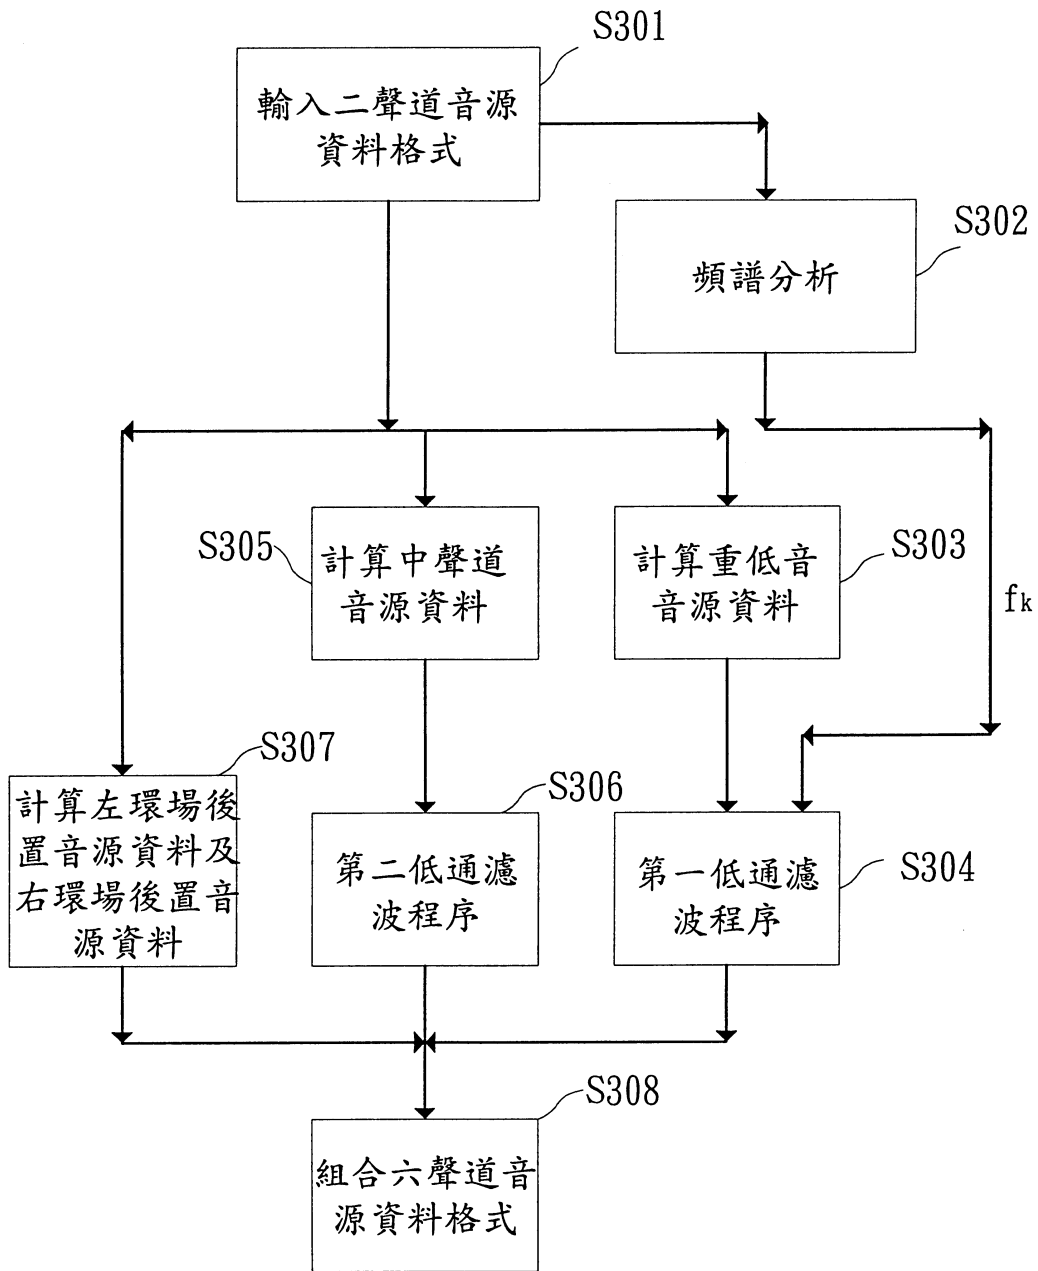 S301
輸入二聲道音源
資料格式
S302
頻譜分析
S305
計算中聲道
音源資料
S303
計算重低音
音源資料
fk
S307
計算左環場後
置音源資料及
右環場後置音
源資料
S306
第二低通濾
波程序
S304
第一低通濾
波程序
S308
組合六聲道音
源資料格式